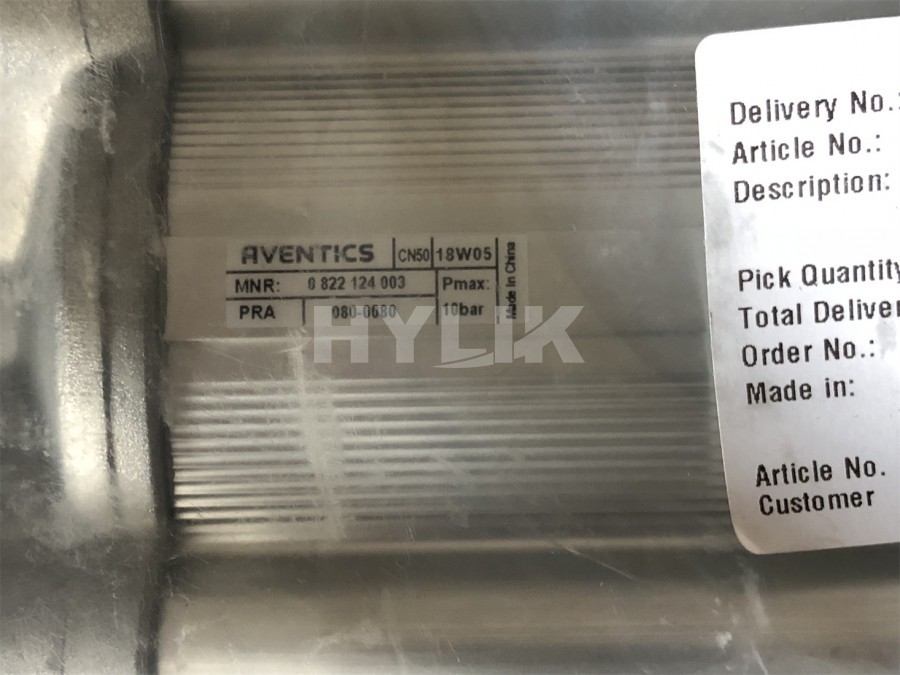 AVENTICS CN50 18W05
MNR: 0 822 124 003 Pmax:
PRA 080-0080 10bar
Made In China
HYLIK
Delivery No.:
Article No.:
Description:
Pick Quantity
Total Deliver
Order No.:
Made in:
Article No.
Customer